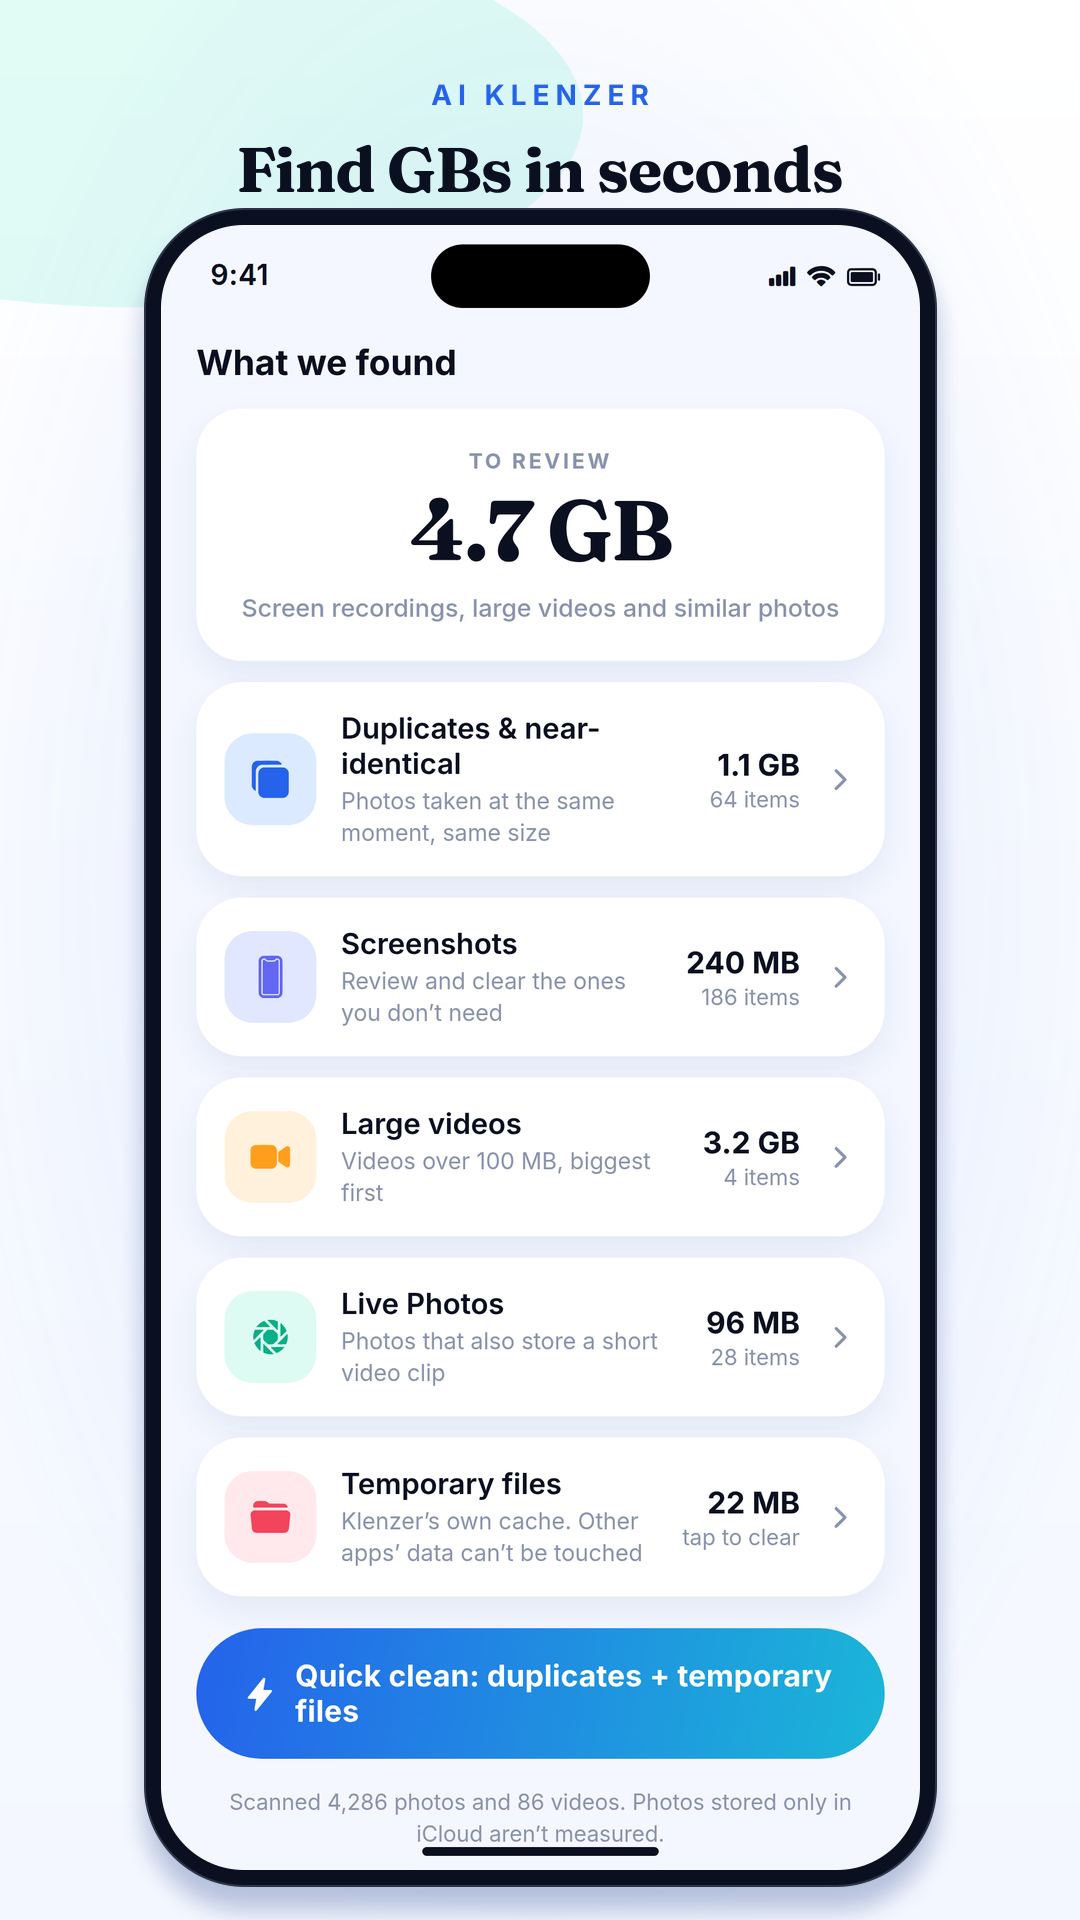 AI KLENZER
Find GBs in seconds
9:41
What we found
TO REVIEW
4.7 GB
Screen recordings, large videos and similar photos
Duplicates & near-
identical
Photos taken at the same
moment, same size
1.1 GB
64 items
Screenshots
Review and clear the ones
you don’t need
240 MB
186 items
Large videos
Videos over 100 MB, biggest
first
3.2 GB
4 items
Live Photos
Photos that also store a short
video clip
96 MB
28 items
Temporary files
Klenzer’s own cache. Other
apps’ data can’t be touched
22 MB
tap to clear
Quick clean: duplicates + temporary
files
Scanned 4,286 photos and 86 videos. Photos stored only in
iCloud aren’t measured.